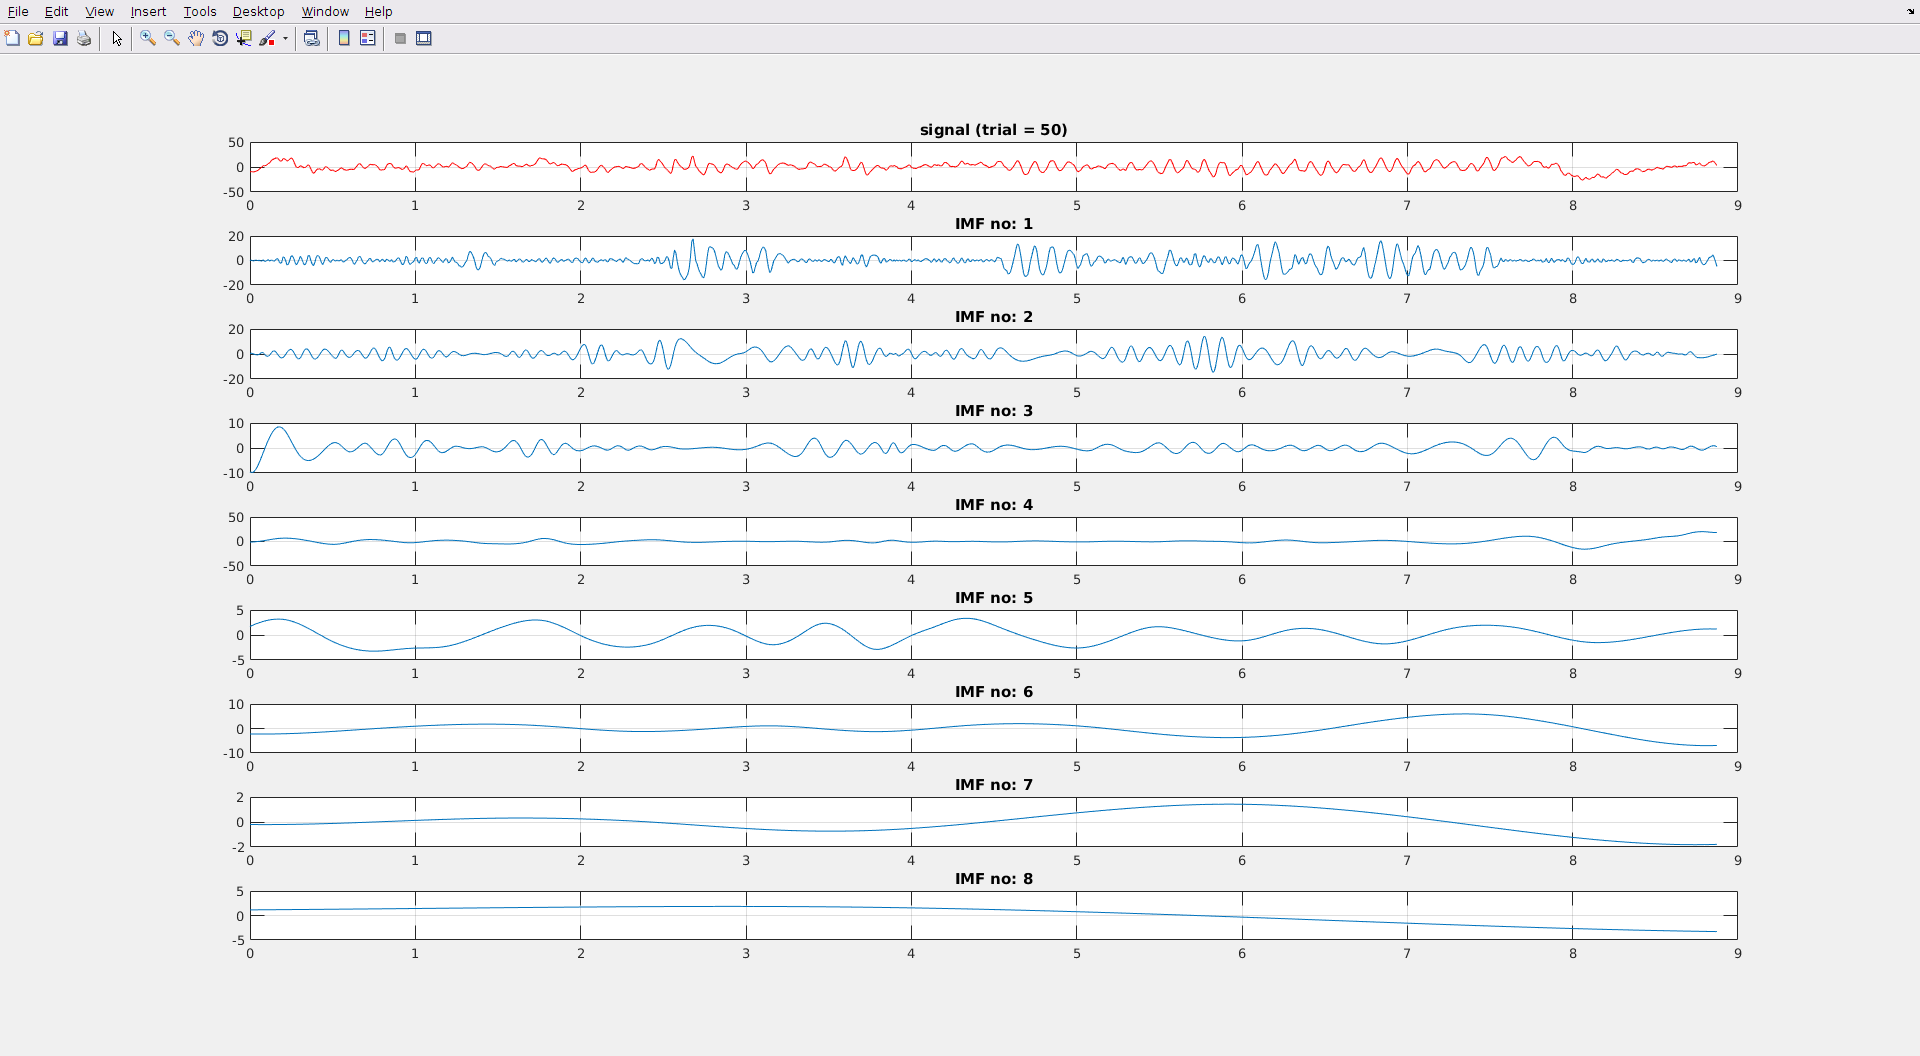 File Edit View Insert Tools Desktop Window Help
signal (trial = 50)
50
0
-50
0 1 2 3 4 5 6 7 8 9
IMF no: 1
20
0
-20
0 1 2 3 4 5 6 7 8 9
IMF no: 2
20
0
-20
0 1 2 3 4 5 6 7 8 9
IMF no: 3
10
0
-10
0 1 2 3 4 5 6 7 8 9
IMF no: 4
50
0
-50
0 1 2 3 4 5 6 7 8 9
IMF no: 5
5
0
-5
0 1 2 3 4 5 6 7 8 9
IMF no: 6
10
0
-10
0 1 2 3 4 5 6 7 8 9
IMF no: 7
2
0
-2
0 1 2 3 4 5 6 7 8 9
IMF no: 8
5
0
-5
0 1 2 3 4 5 6 7 8 9